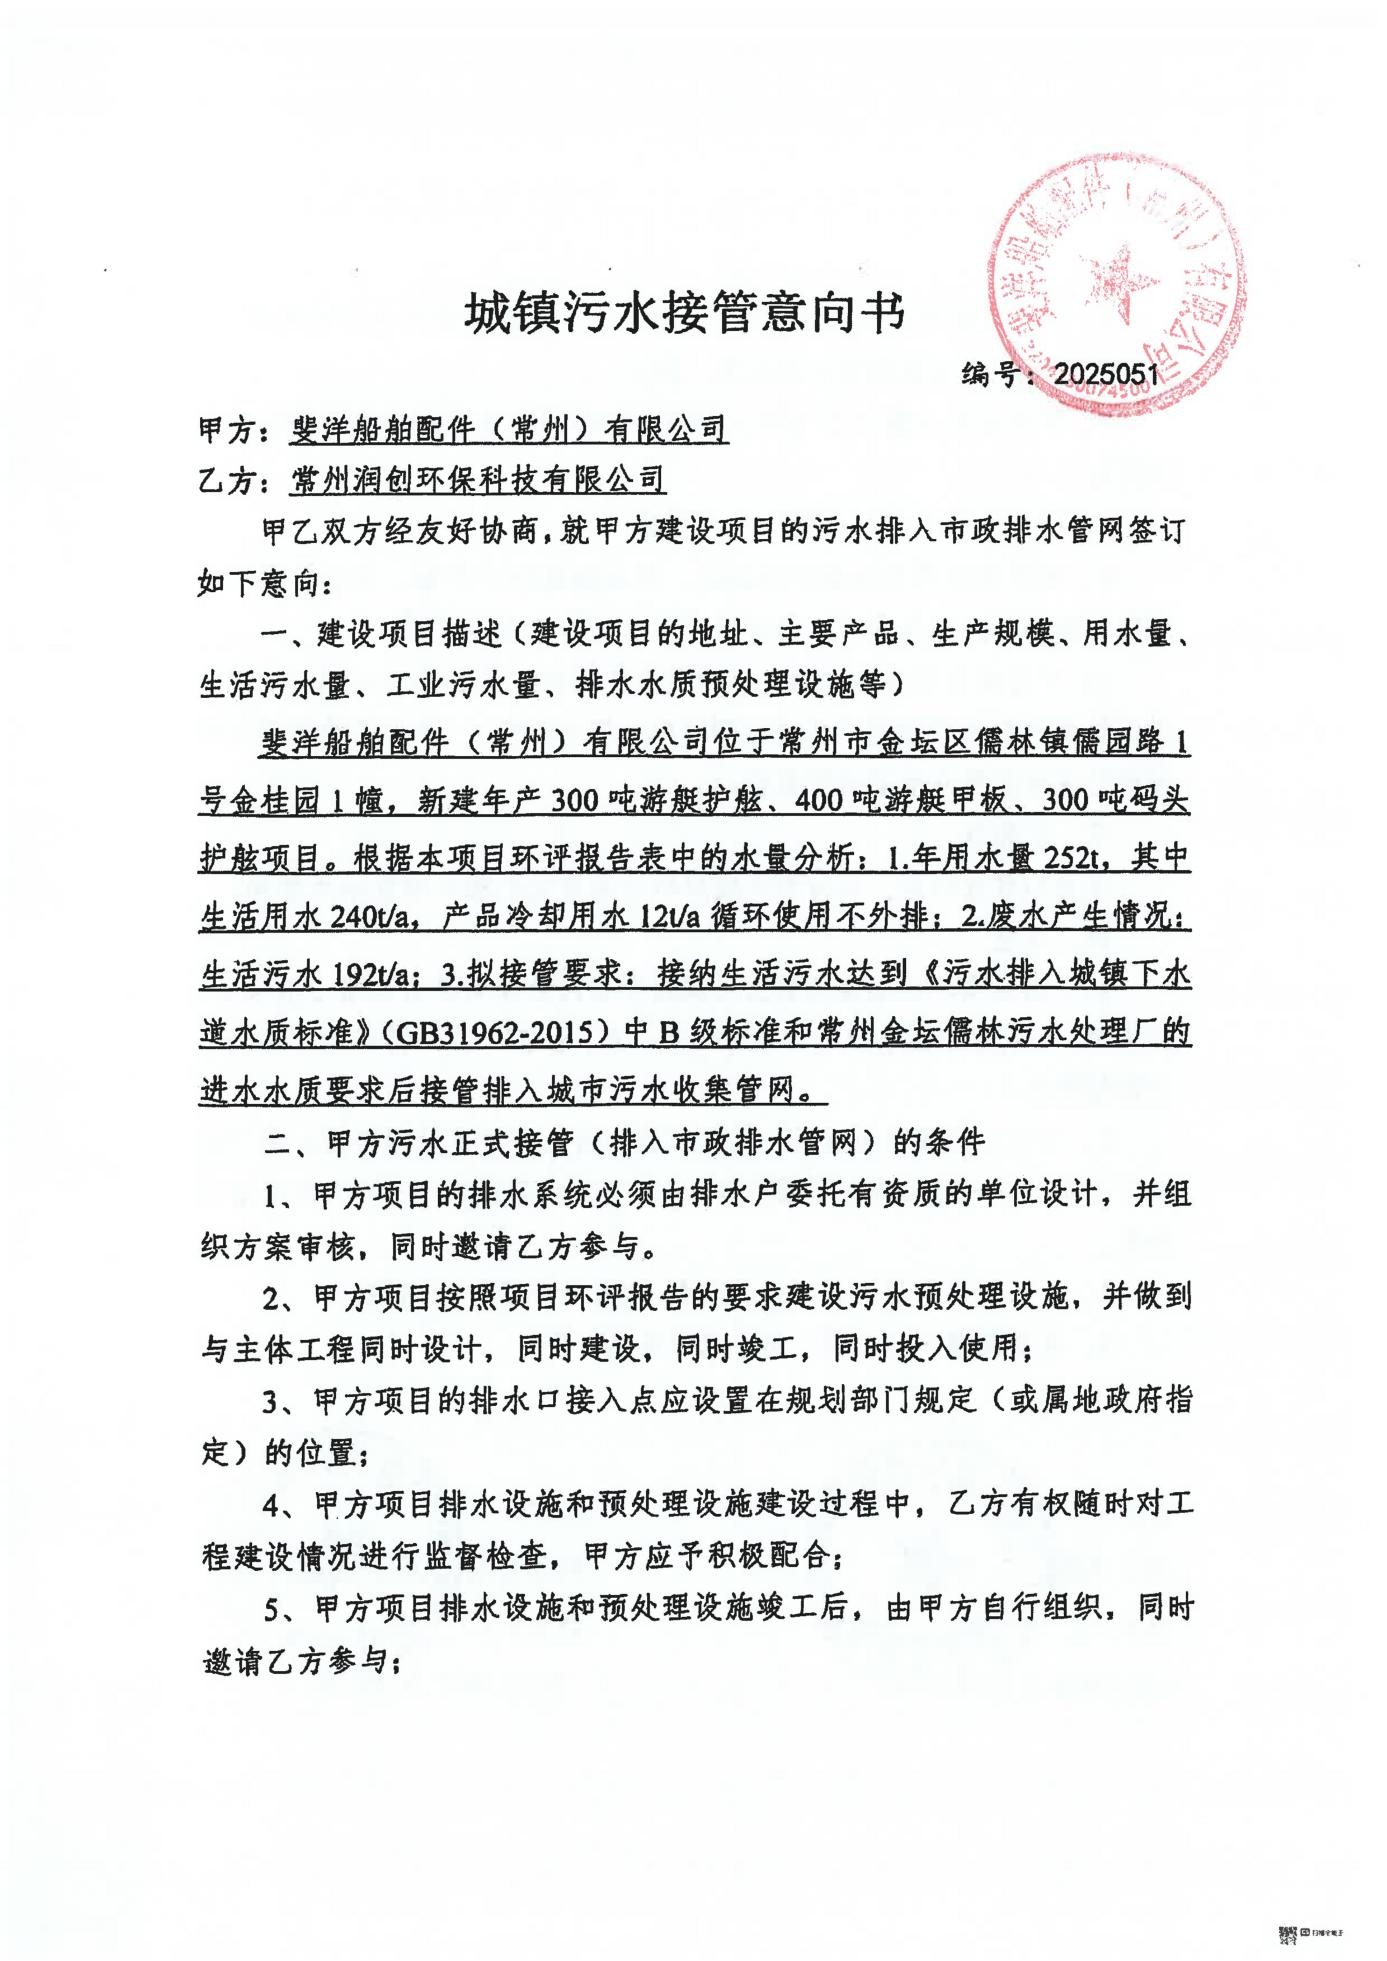 斐洋船舶配件（常州）有限公司
城镇污水接管意向书
编号：2025051
甲方：斐洋船舶配件（常州）有限公司
乙方：常州润创环保科技有限公司
甲乙双方经友好协商，就甲方建设项目的污水排入市政排水管网签订
如下意向：
一、建设项目描述（建设项目的地址、主要产品、生产规模、用水量、
生活污水量、工业污水量、排水水质预处理设施等）
斐洋船舶配件（常州）有限公司位于常州市金坛区儒林镇儒园路 1
号金桂园 1 幢，新建年产 300 吨游艇护舷、400 吨游艇甲板、300 吨码头
护舷项目。根据本项目环评报告表中的水量分析：1.年用水量 252t，其中
生活用水 240t/a，产品冷却用水 12t/a 循环使用不外排；2.废水产生情况：
生活污水 192t/a；3.拟接管要求：接纳生活污水达到《污水排入城镇下水
道水质标准》（GB31962-2015）中 B 级标准和常州金坛儒林污水处理厂的
进水水质要求后接管排入城市污水收集管网。
二、甲方污水正式接管（排入市政排水管网）的条件
1、甲方项目的排水系统必须由排水户委托有资质的单位设计，并组
织方案审核，同时邀请乙方参与。
2、甲方项目按照项目环评报告的要求建设污水预处理设施，并做到
与主体工程同时设计，同时建设，同时竣工，同时投入使用；
3、甲方项目的排水口接入点应设置在规划部门规定（或属地政府指
定）的位置；
4、甲方项目排水设施和预处理设施建设过程中，乙方有权随时对工
程建设情况进行监督检查，甲方应予积极配合；
5、甲方项目排水设施和预处理设施竣工后，由甲方自行组织，同时
邀请乙方参与；